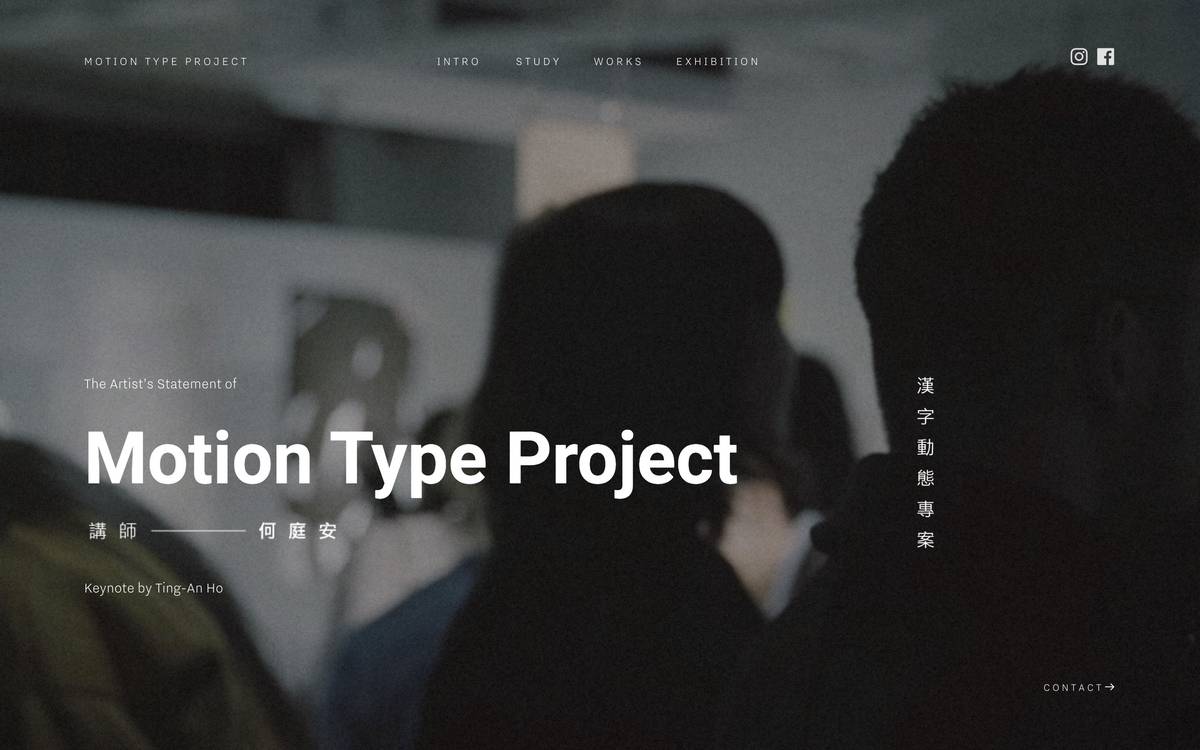 MOTION TYPE PROJECT
INTRO STUDY WORKS EXHIBITION
The Artist's Statement of
Motion Type Project
講師 何庭安
Keynote by Ting-An Ho
漢字動態專案
CONTACT→